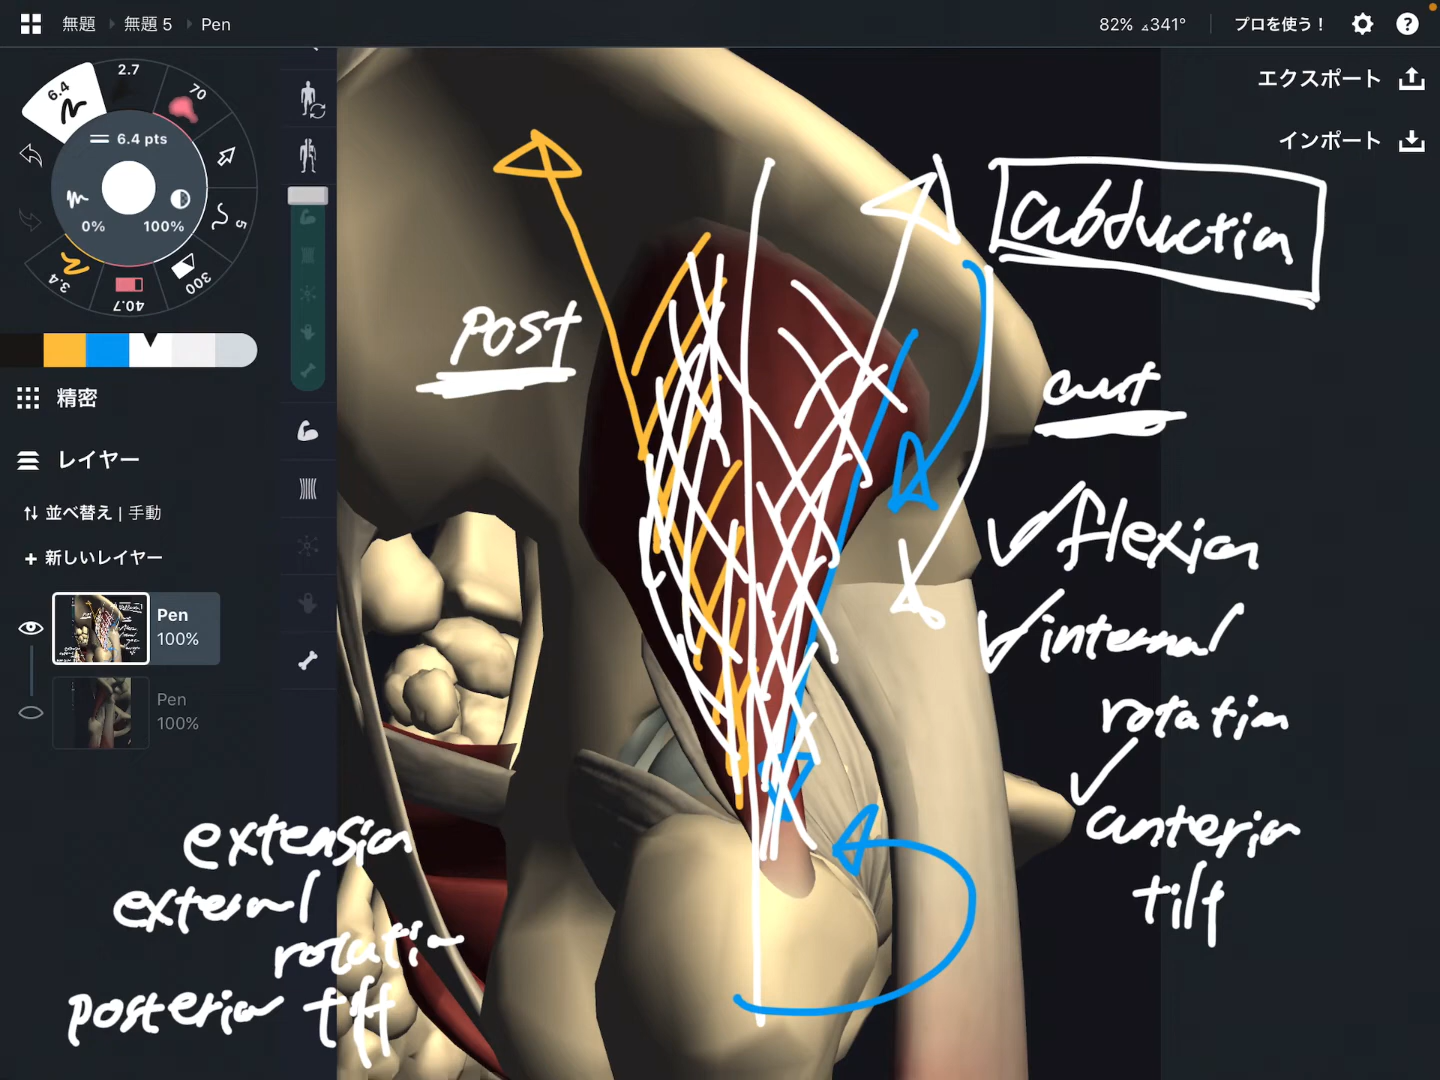 無題 無題 5 Pen
82% ⊿341° プロを使う！ ?
エクスポート
インポート
6.4
2.7
70
6.4 pts
5
0% 100%
3.4
40.7
300
精密
レイヤー
並べ替え | 手動
+ 新しいレイヤー
Pen
100%
Pen
100%
abduction
post
ant
flexion
internal
rotation
anterior
tilt
extension
external
rotation
posterior tilt